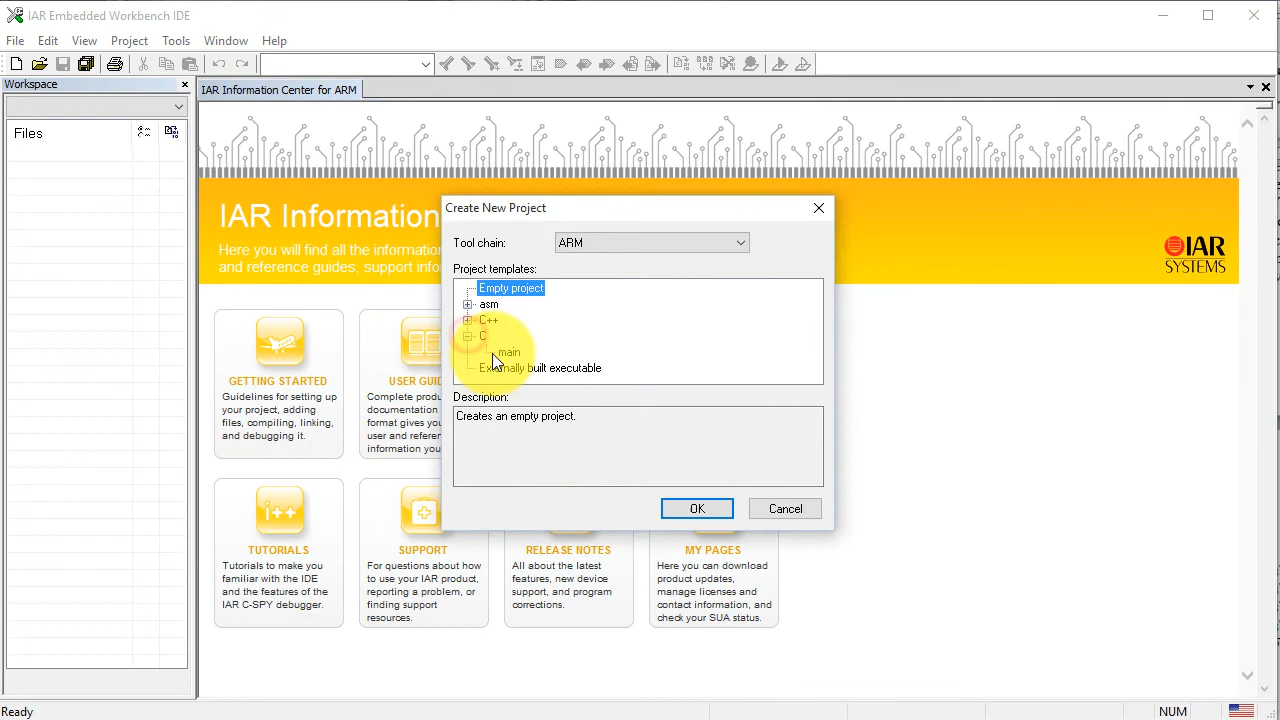 IAR Embedded Workbench IDE
File Edit View Project Tools Window Help
Workspace
IAR Information Center for ARM
Files
IAR Information
Here you will find all the information
and reference guides, support info
IAR
SYSTEMS
Create New Project
Tool chain:
ARM
Project templates:
Empty project
asm
C++
C
main
Externally built executable
Description:
Creates an empty project.
OK
Cancel
GETTING STARTED
Guidelines for setting up
your project, adding
files, compiling, linking,
and debugging it.
USER GUID
Complete produ
documentation
format gives you
user and referen
information you
i++
TUTORIALS
Tutorials to make you
familiar with the IDE
and the features of the
IAR C-SPY debugger.
SUPPORT
For questions about how
to use your IAR product,
reporting a problem, or
finding support
resources.
RELEASE NOTES
All about the latest
features, new device
support, and program
corrections.
MY PAGES
Here you can download
product updates,
manage licenses and
contact information, and
check your SUA status.
Ready
NUM